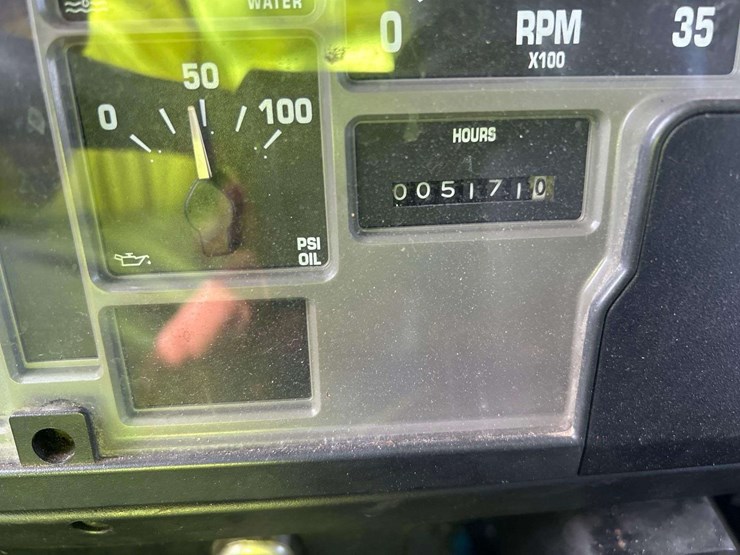 WATER
0 RPM 35
X100
50
0 100
PSI
OIL
HOURS
0051710